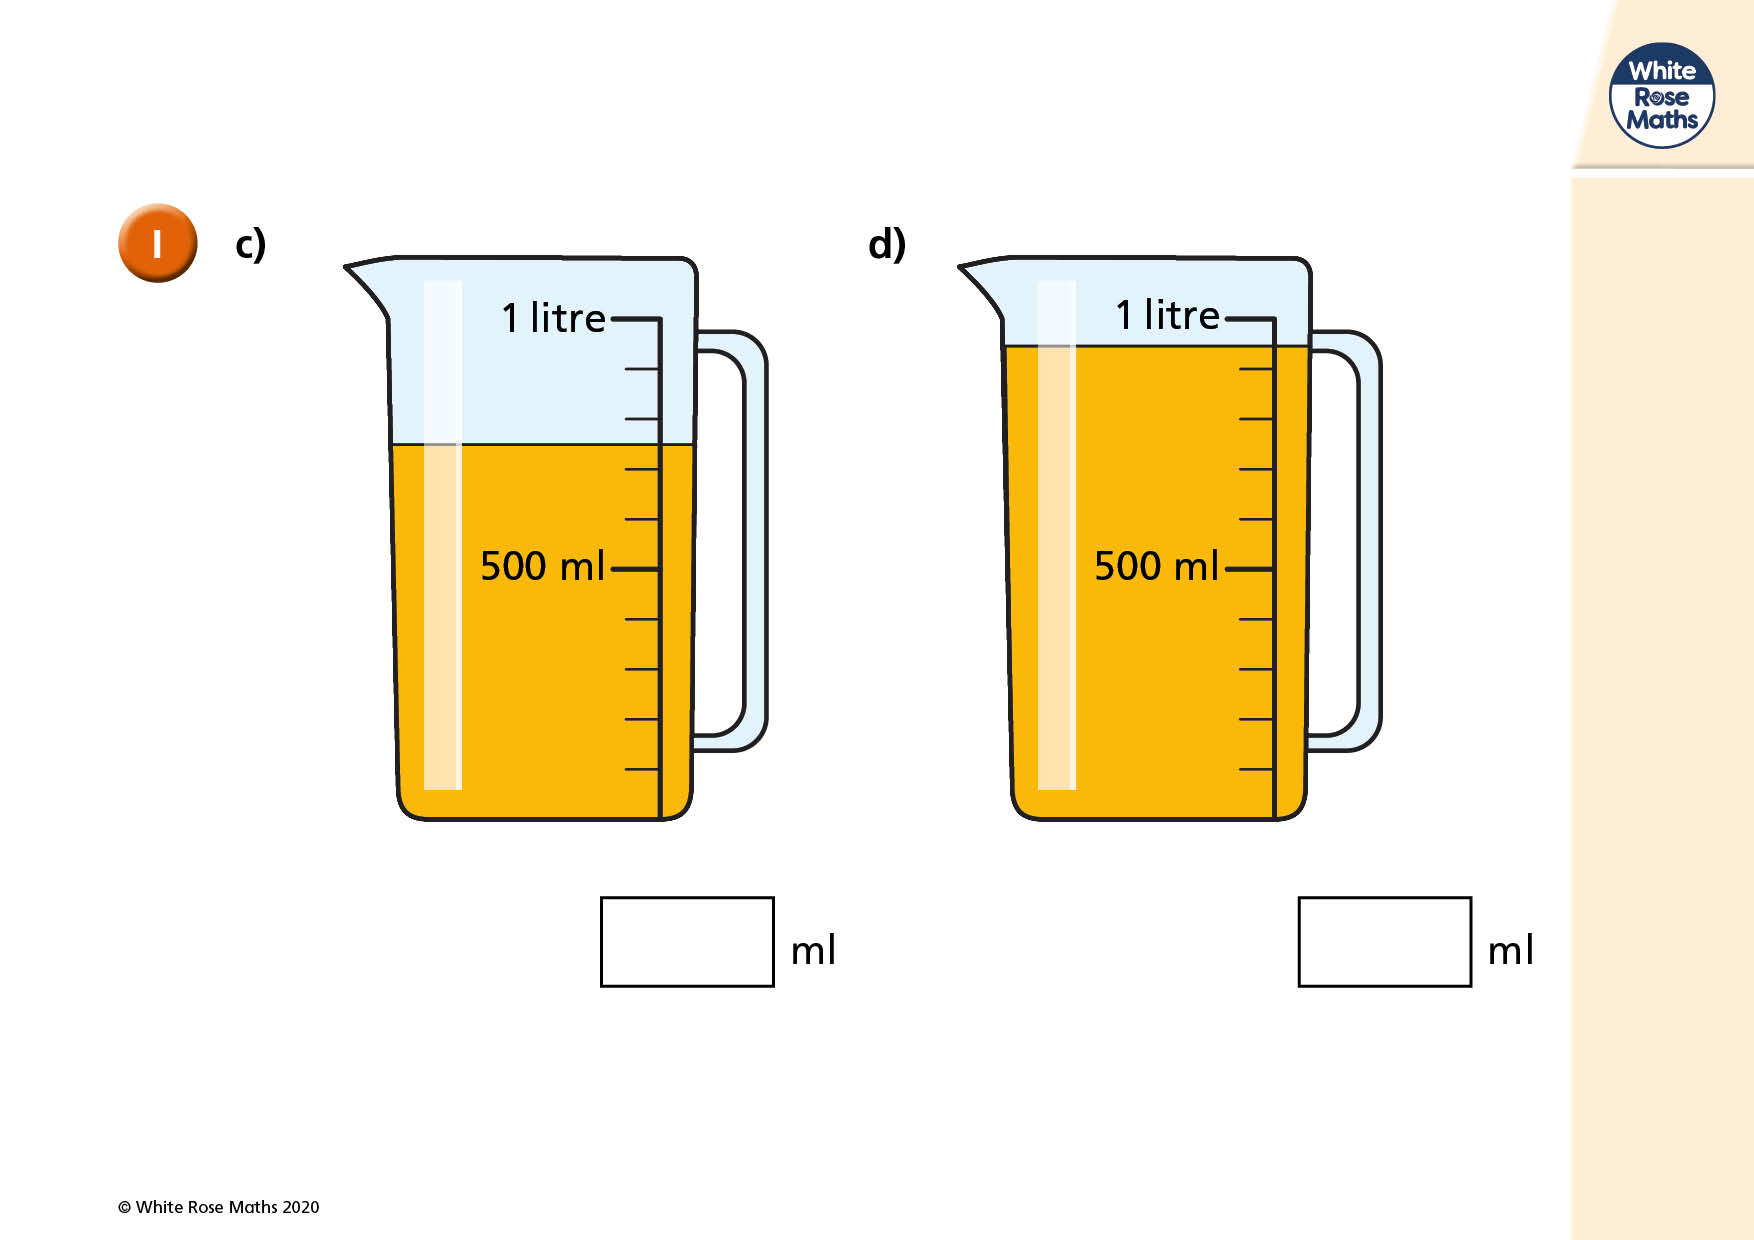 White
Rose
Maths
1 c) d)
1 litre 1 litre
500 ml 500 ml
ml ml
© White Rose Maths 2020